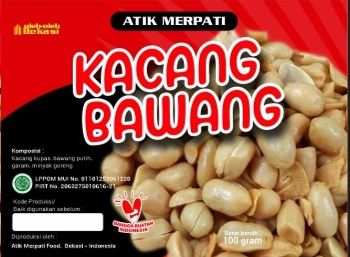 oleh-oleh
Bekasi
ATIK MERPATI
KACANG
BAWANG
Komposisi :
Kacang kupas, bawang putih,
garam, minyak goreng
LPPOM MUI No. 01101253051220
PIRT No. 2063275010616-21
Kode Produksi/
Baik digunakan sebelum
BANGGA BUATAN
INDONESIA
Diproduksi oleh :
Atik Merpati Food, Bekasi - Indonesia
Berat bersih :
100 gram